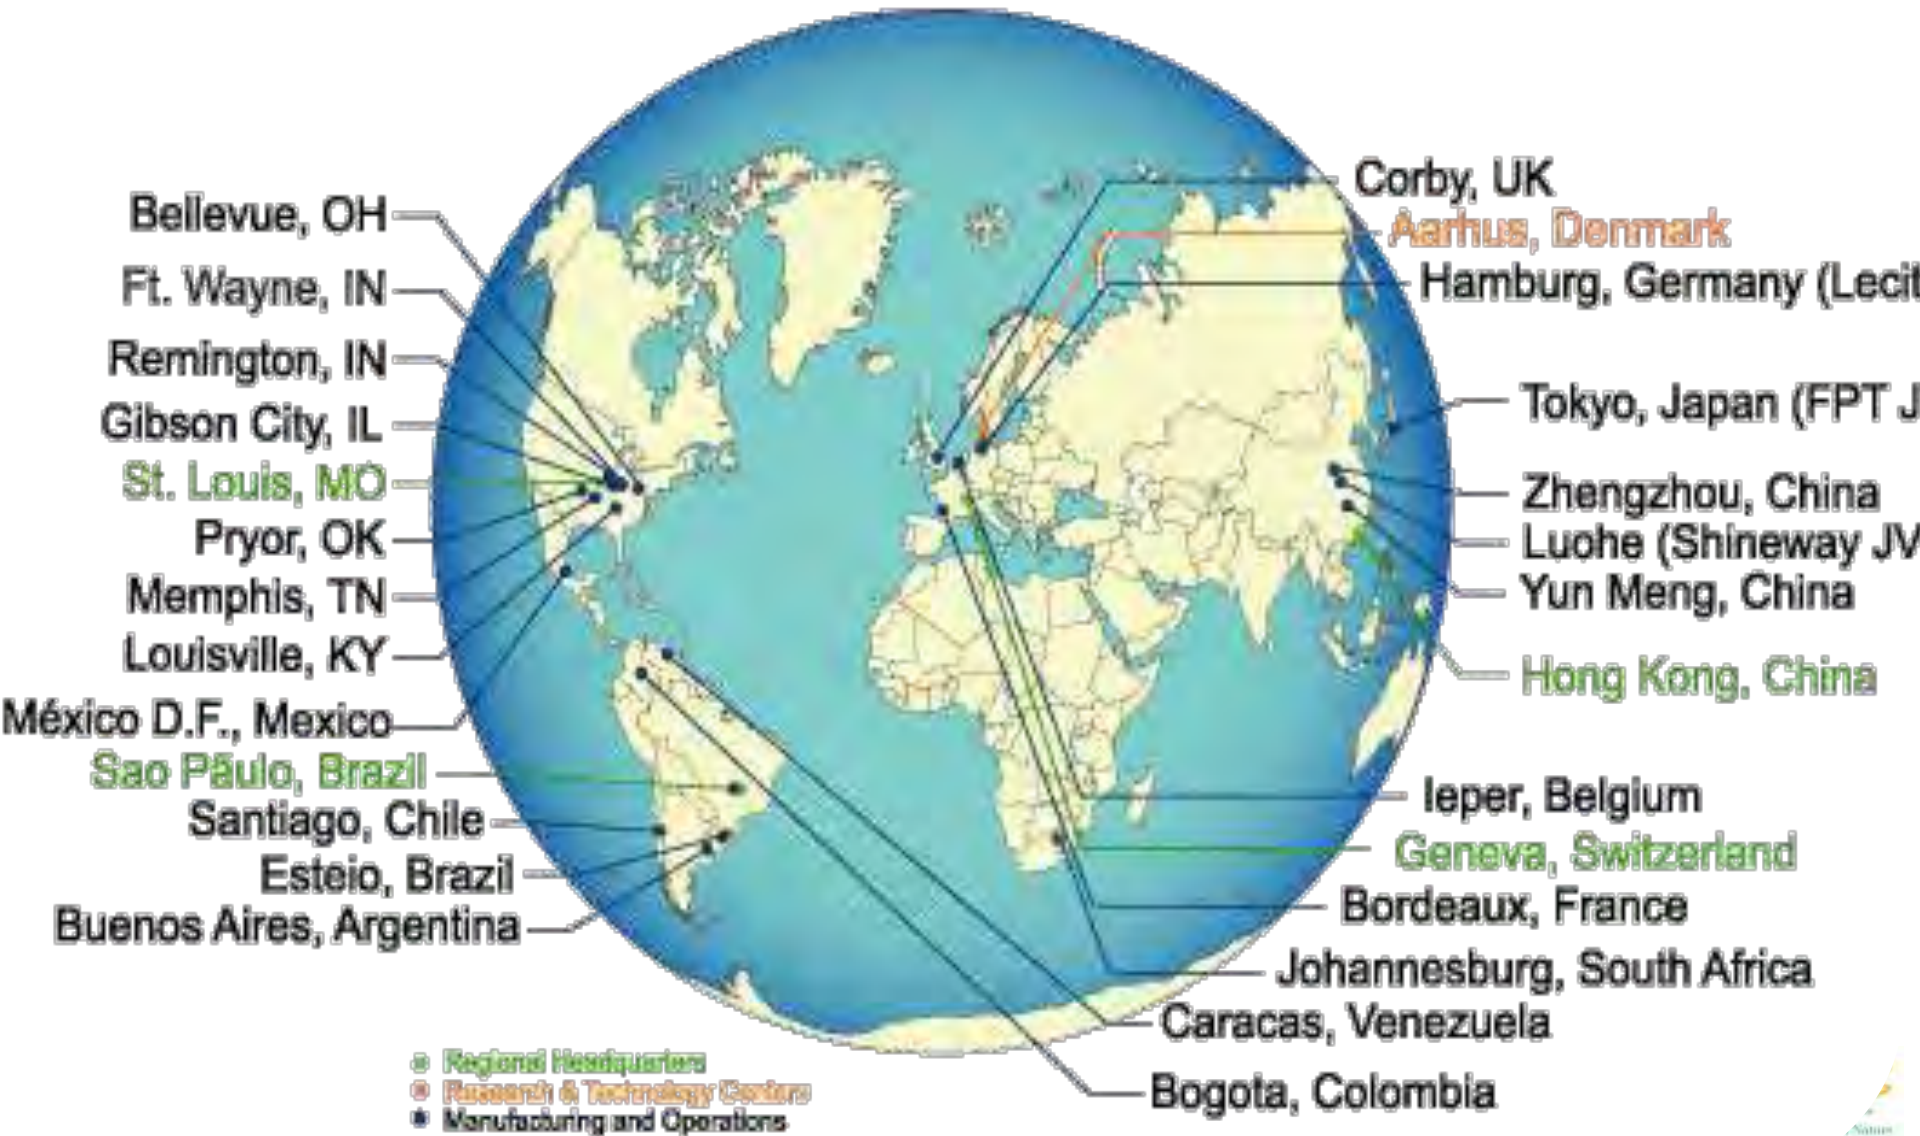 Bellevue, OH
Ft. Wayne, IN
Remington, IN
Gibson City, IL
St. Louis, MO
Pryor, OK
Memphis, TN
Louisville, KY
México D.F., Mexico
Sao Päulo, Brazil
Santiago, Chile
Esteio, Brazil
Buenos Aires, Argentina
Corby, UK
Aarhus, Denmark
Hamburg, Germany (Lecit
Tokyo, Japan (FPT J
Zhengzhou, China
Luohe (Shineway JV
Yun Meng, China
Hong Kong, China
Ieper, Belgium
Geneva, Switzerland
Bordeaux, France
Johannesburg, South Africa
Caracas, Venezuela
Bogota, Colombia
Regional Headquarters
Research & Technology Centers
Manufacturing and Operations